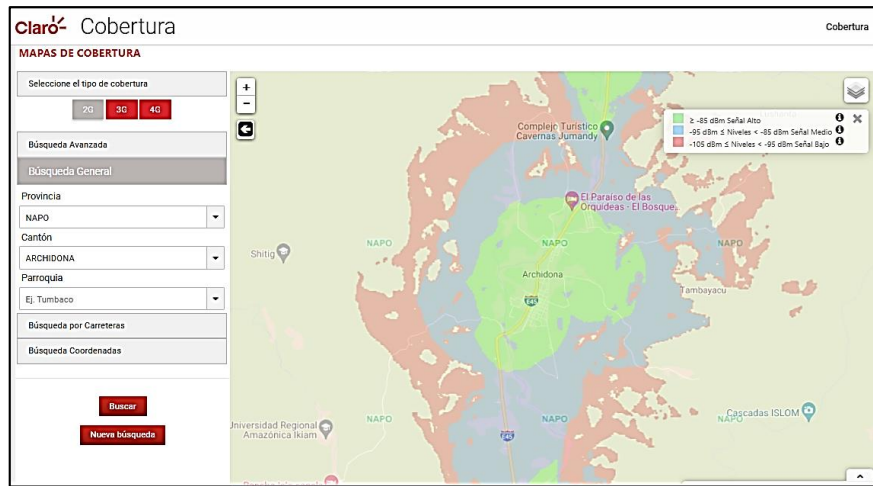 Claro Cobertura
Cobertura
MAPAS DE COBERTURA
Seleccione el tipo de cobertura
2G 3G 4G
Búsqueda Avanzada
Búsqueda General
Provincia
NAPO
Cantón
ARCHIDONA
Parroquia
Ej. Tumbaco
Búsqueda por Carreteras
Búsqueda Coordenadas
Buscar
Nueva búsqueda
+
-
≥ -85 dBm Señal Alto
-95 dBm ≤ Niveles < -85 dBm Señal Medio
-105 dBm ≤ Niveles < -95 dBm Señal Bajo
Complejo Turístico
Cavernas Jumandy
El Paraíso de las
Orquídeas - El Bosque...
NAPO
NAPO
NAPO
Shitig
Archidona
E45
Tambayacu
NAPO
NAPO
NAPO
Cascadas ISLOM
Universidad Regional
Amazónica Ikiam
E45